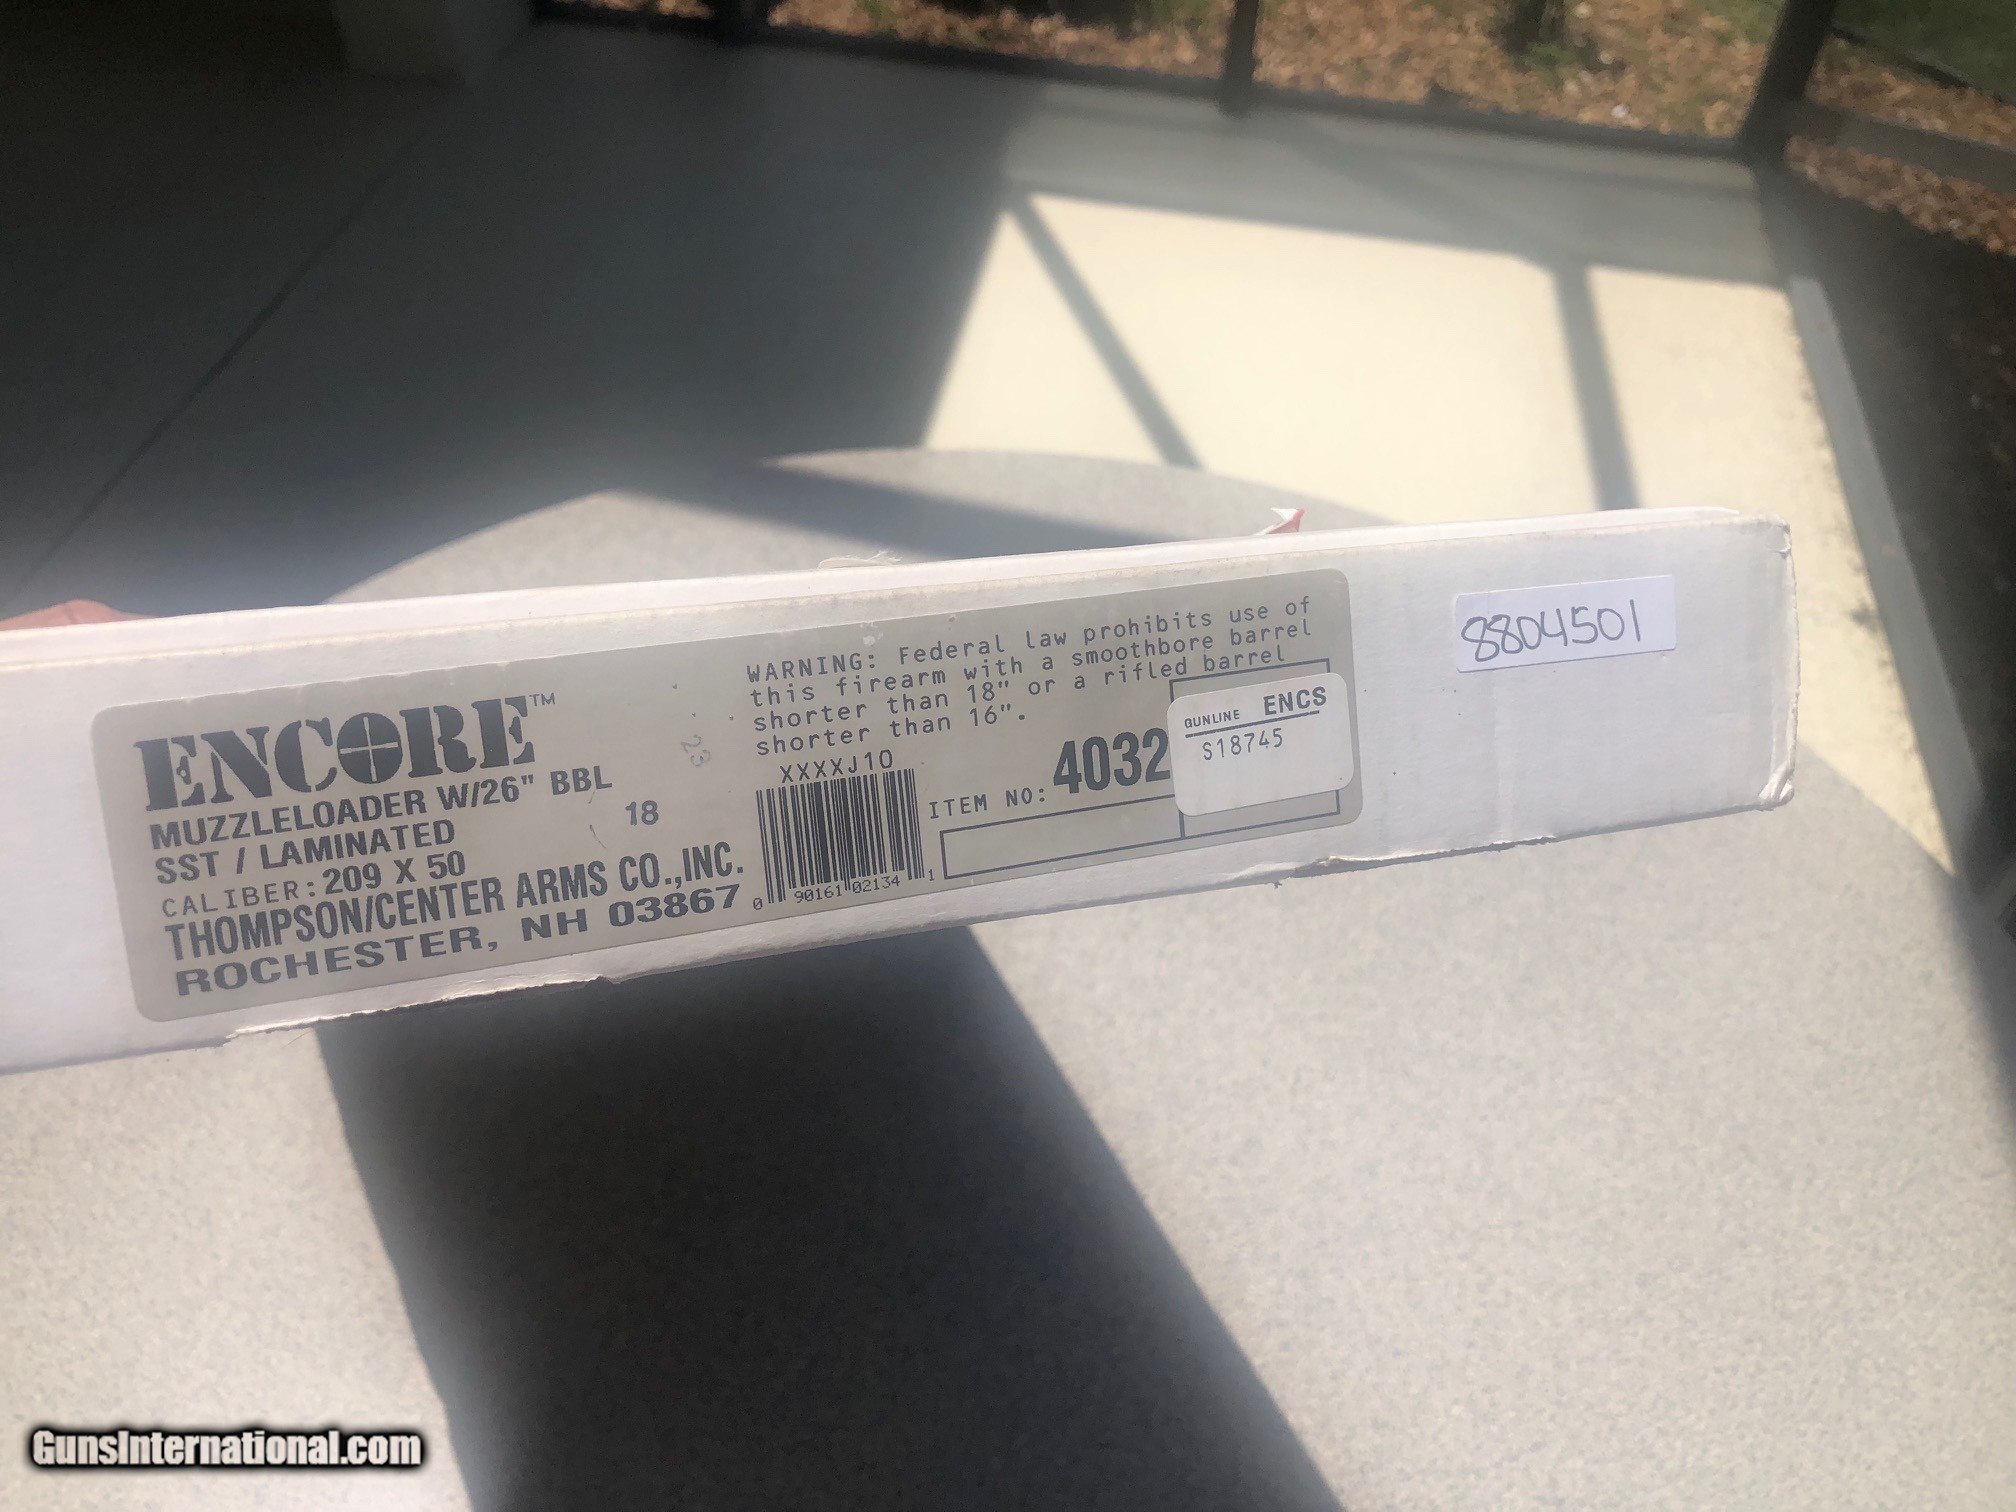 ENCORE™
MUZZLELOADER W/26" BBL
SST / LAMINATED
CALIBER: 209 X 50
THOMPSON/CENTER ARMS CO.,INC.
ROCHESTER, NH 03867
18
23
WARNING: Federal law prohibits use of
this firearm with a smoothbore barrel
shorter than 18" or a rifled barrel
shorter than 16".
XXXXJ10
0 90161 02134 1
ITEM NO: 4032
GUNLINE ENCS
S18745
8804501
GunsInternational.com